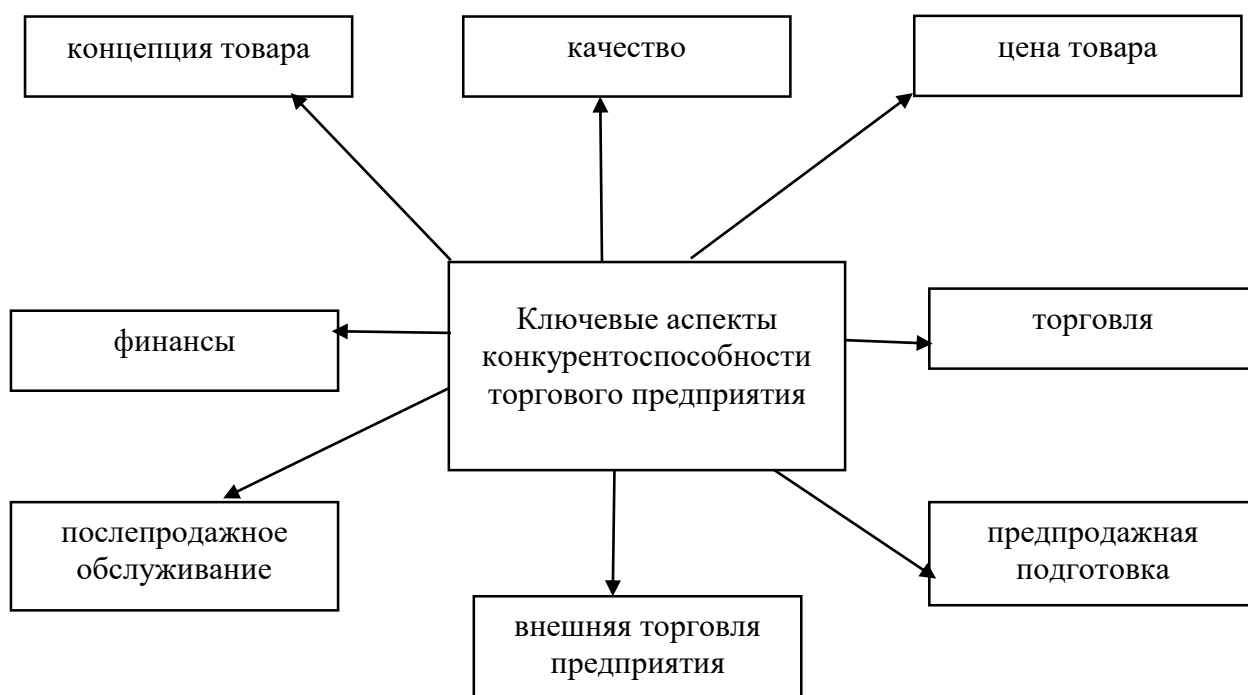 концепция товара
качество
цена товара
Ключевые аспекты
конкурентоспособности
торгового предприятия
финансы
торговля
послепродажное
обслуживание
предпродажная
подготовка
внешняя торговля
предприятия